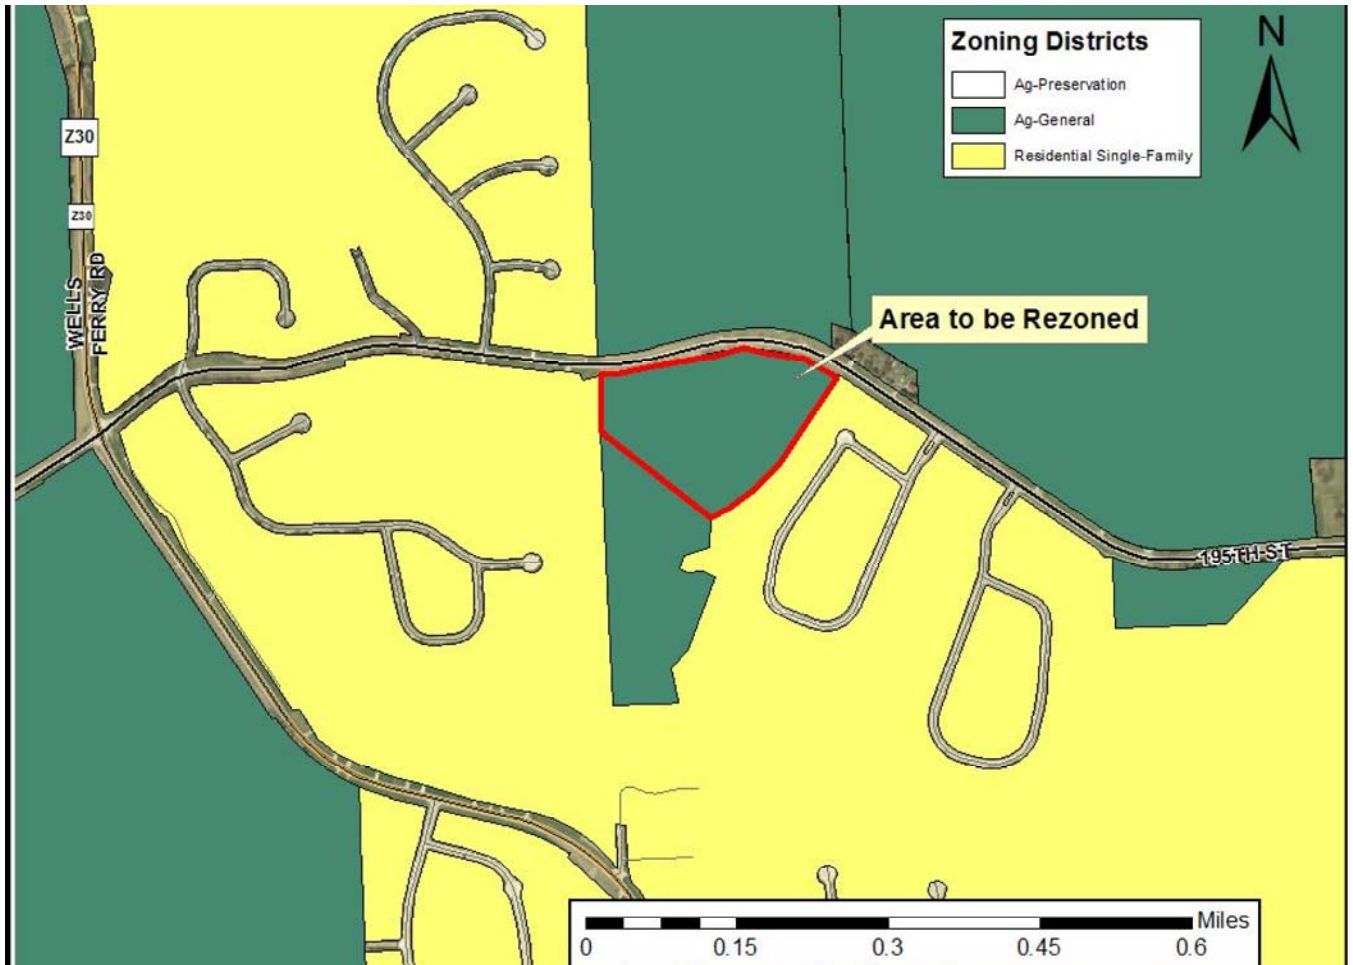 Zoning Districts
Ag-Preservation
Ag-General
Residential Single-Family
N
Z30
Z30
WELLS
FERRY RD
Area to be Rezoned
195TH ST
Miles
0 0.15 0.3 0.45 0.6